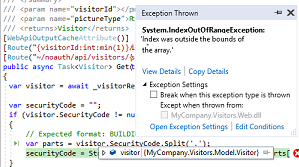 /// <param name="visitorId"></par
/// <param name="pictureType">
/// <returns>Visitor</returns>
[WebApiOutputCacheAttribute()]
[Route("{visitorId:int:min(1)}/
[Route("~/noauth/api/visitors/
public async Task<Visitor> Get(
{
var visitor = await _visitorRe
var securityCode = "";
if (visitor.SecurityCode != nu
{
// Expected format: BUILDI
var parts = visitor.SecurityCode.Split('.');
securityCode = St
visitor {MyCompany.Visitors.Model.Visitor}
arts[
Exception Thrown
System.IndexOutOfRangeException:
'Index was outside the bounds of
the array.'
View Details | Copy Details
Exception Settings
Break when this exception type is thrown
Except when thrown from:
MyCompany.Visitors.Web.dll
Open Exception Settings | Edit Conditions